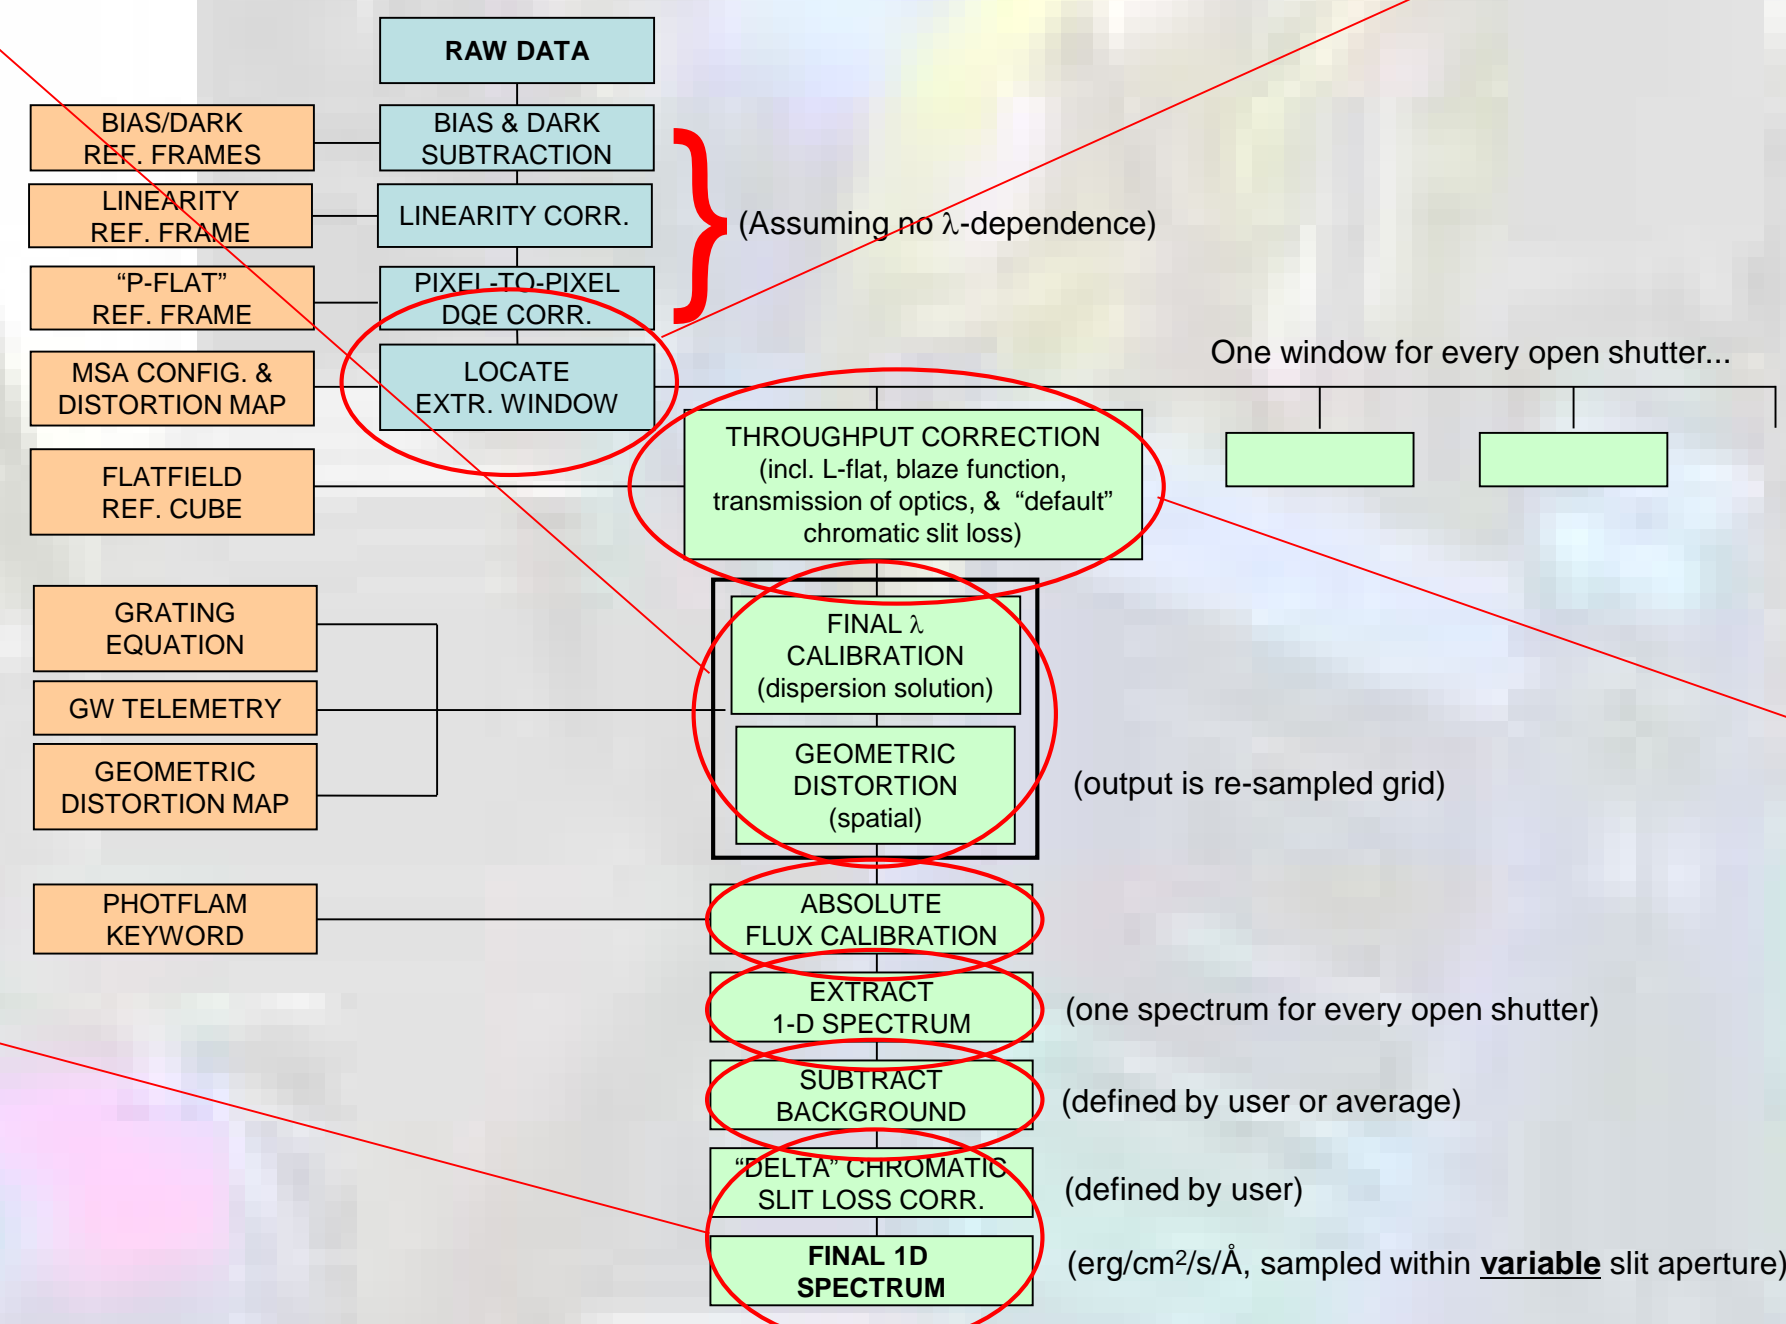 RAW DATA
BIAS/DARK
REF. FRAMES
BIAS & DARK
SUBTRACTION
LINEARITY
REF. FRAME
LINEARITY CORR.
(Assuming no λ-dependence)
“P-FLAT”
REF. FRAME
PIXEL-TO-PIXEL
DQE CORR.
MSA CONFIG. &
DISTORTION MAP
LOCATE
EXTR. WINDOW
One window for every open shutter...
FLATFIELD
REF. CUBE
THROUGHPUT CORRECTION
(incl. L-flat, blaze function,
transmission of optics, & “default”
chromatic slit loss)
GRATING
EQUATION
GW TELEMETRY
GEOMETRIC
DISTORTION MAP
FINAL λ
CALIBRATION
(dispersion solution)
GEOMETRIC
DISTORTION
(spatial)
(output is re-sampled grid)
PHOTFLAM
KEYWORD
ABSOLUTE
FLUX CALIBRATION
EXTRACT
1-D SPECTRUM
(one spectrum for every open shutter)
SUBTRACT
BACKGROUND
(defined by user or average)
“DELTA” CHROMATIC
SLIT LOSS CORR.
(defined by user)
FINAL 1D
SPECTRUM
(erg/cm²/s/Å, sampled within variable slit aperture)